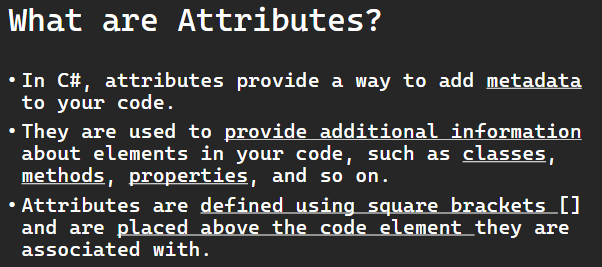 What are Attributes?
• In C#, attributes provide a way to add metadata
to your code.
• They are used to provide additional information
about elements in your code, such as classes,
methods, properties, and so on.
• Attributes are defined using square brackets []
and are placed above the code element they are
associated with.